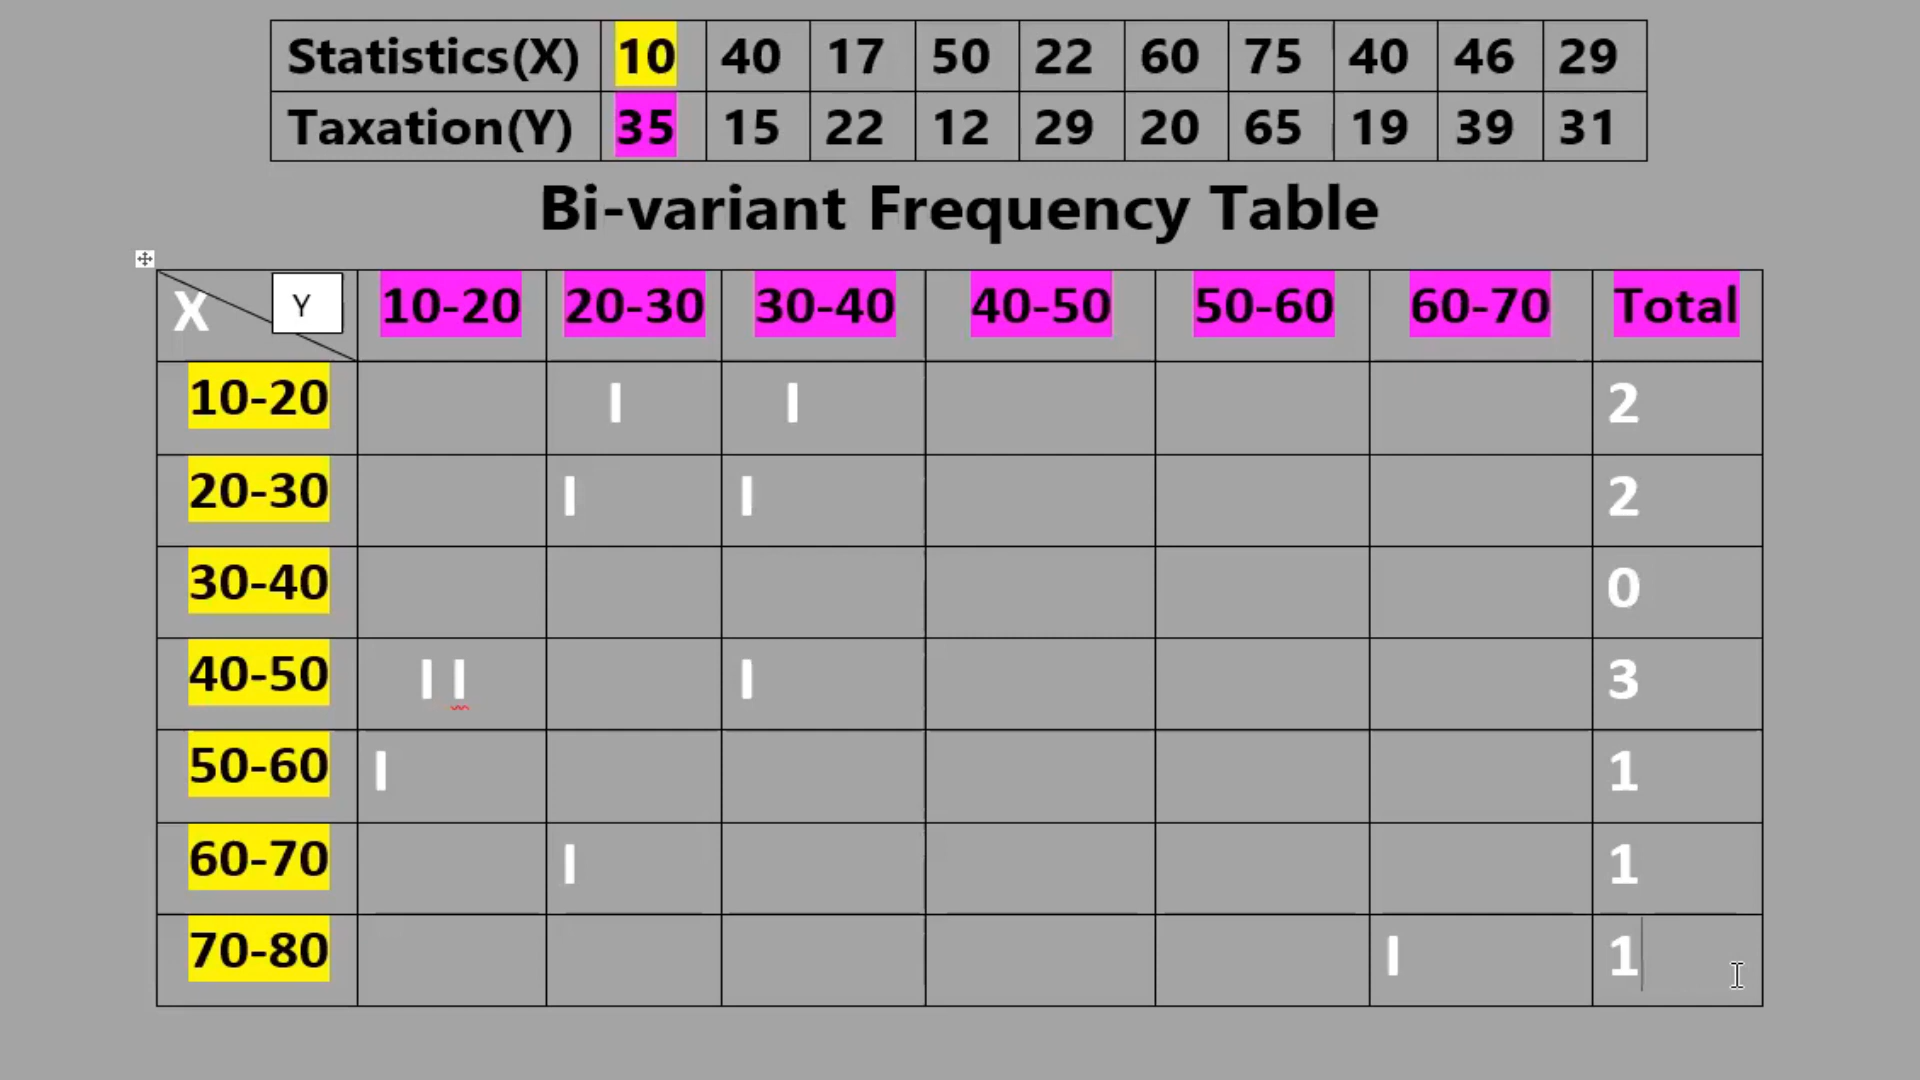 Statistics(X) 10 40 17 50 22 60 75 40 46 29
Taxation(Y) 35 15 22 12 29 20 65 19 39 31
Bi-variant Frequency Table
X Y 10-20 20-30 30-40 40-50 50-60 60-70 Total
10-20 I I 2
20-30 I I 2
30-40 0
40-50 I I I 3
50-60 I 1
60-70 I 1
70-80 I 1